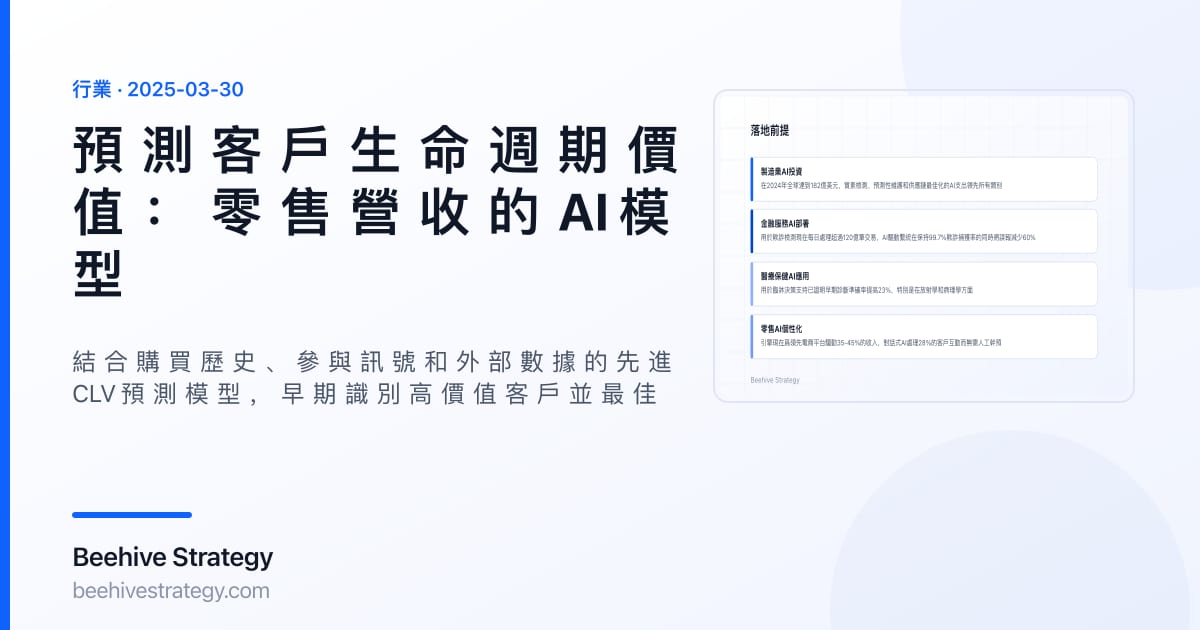 行業 · 2025-03-30
預測客戶生命週期價
值： 零售營收的AI模
型
結合購買歷史、參與訊號和外部數據的先進
CLV預測模型，早期識別高價值客戶並最佳
Beehive Strategy
beehivestrategy.com
落地前提
製造業AI投資
在2024年全球達到182億美元，質素檢測、預測性維護和供應鏈最佳化的AI支出領先所有類別
金融服務AI部署
用於欺詐檢測現在每日處理超過120億筆交易，AI驅動系統在保持99.7%欺詐捕獲率的同時將誤報減少60%
醫療保健AI應用
用於臨牀決策支持已證明早期診斷準確率提高23%，特別是在放射學和病理學方面
零售AI個性化
引擎現在為領先電商平台驅動35-45%的收入，對話式AI處理28%的客戶互動而無需人工幹預
Beehive Strategy